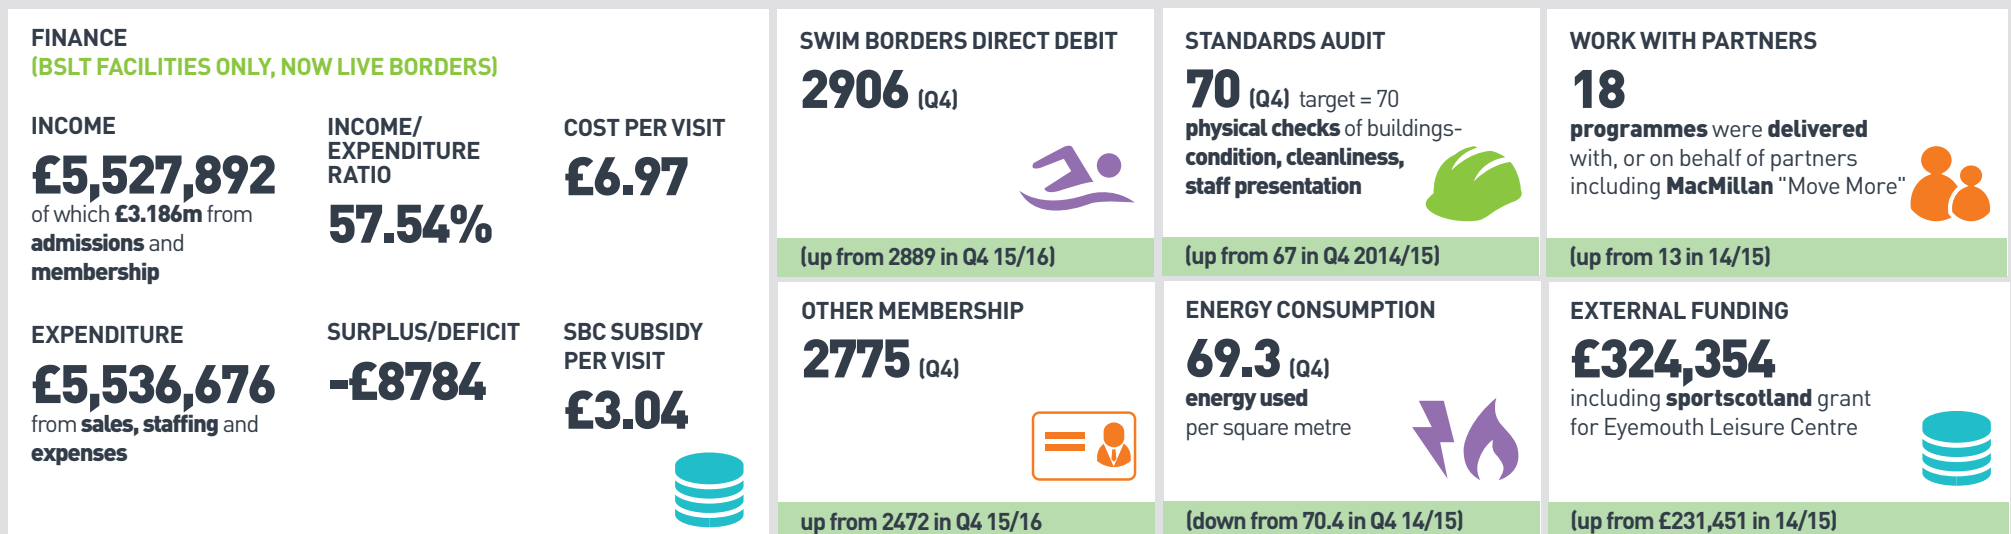 FINANCE
(BSLT FACILITIES ONLY, NOW LIVE BORDERS)
INCOME
£5,527,892
of which £3.186m from
admissions and
membership
INCOME/
EXPENDITURE
RATIO
57.54%
COST PER VISIT
£6.97
EXPENDITURE
£5,536,676
from sales, staffing and
expenses
SURPLUS/DEFICIT
-£8784
SBC SUBSIDY
PER VISIT
£3.04
SWIM BORDERS DIRECT DEBIT
2906 (Q4)
(up from 2889 in Q4 15/16)
STANDARDS AUDIT
70 (Q4) target = 70
physical checks of buildings-
condition, cleanliness,
staff presentation
(up from 67 in Q4 2014/15)
WORK WITH PARTNERS
18
programmes were delivered
with, or on behalf of partners
including MacMillan "Move More"
(up from 13 in 14/15)
OTHER MEMBERSHIP
2775 (Q4)
up from 2472 in Q4 15/16
ENERGY CONSUMPTION
69.3 (Q4)
energy used
per square metre
(down from 70.4 in Q4 14/15)
EXTERNAL FUNDING
£324,354
including sportscotland grant
for Eyemouth Leisure Centre
(up from £231,451 in 14/15)